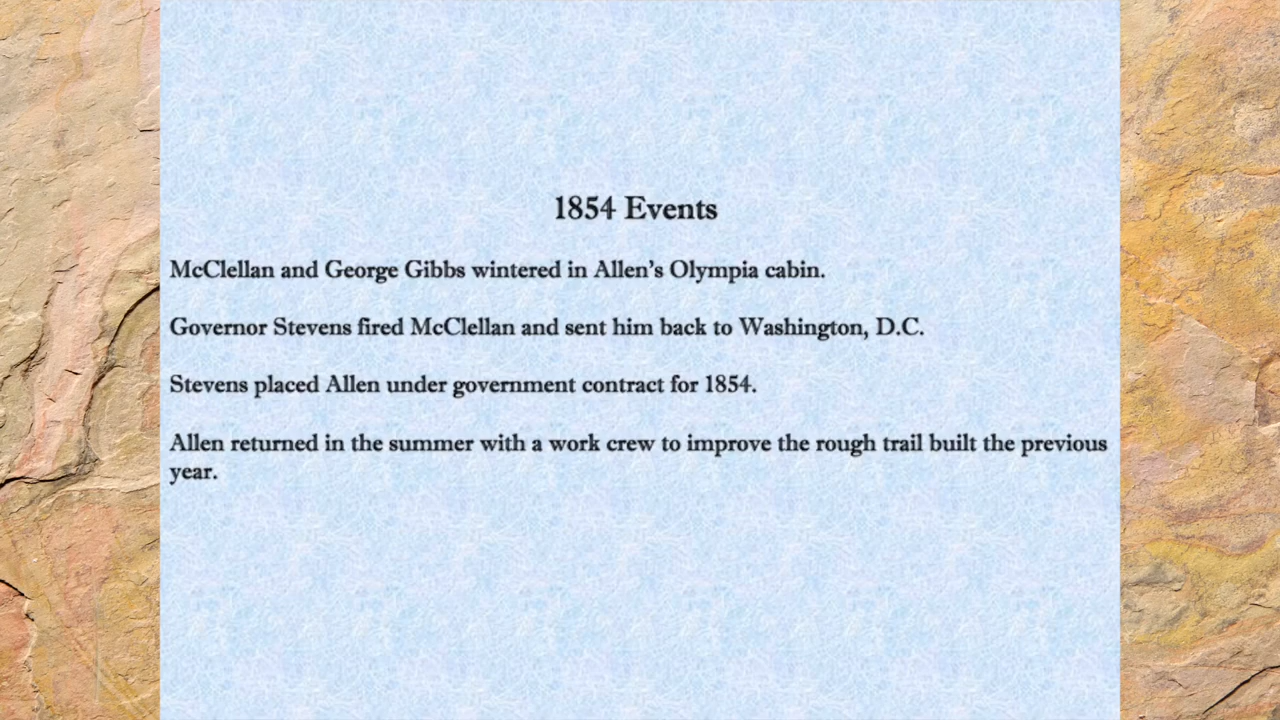 1854 Events
McClellan and George Gibbs wintered in Allen’s Olympia cabin.
Governor Stevens fired McClellan and sent him back to Washington, D.C.
Stevens placed Allen under government contract for 1854.
Allen returned in the summer with a work crew to improve the rough trail built the previous
year.